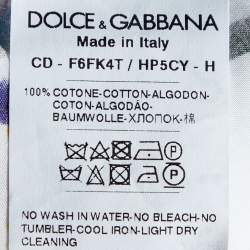 DOLCE & GABBANA
Made in Italy
CD - F6FK4T / HP5CY - H
100% COTONE-COTTON-ALGODON-
COTON-ALGODÃO-
BAUMWOLLE-ХЛОПОК-棉
P
P
NO WASH IN WATER-NO BLEACH-NO
TUMBLER-COOL IRON-LIGHT DRY
CLEANING